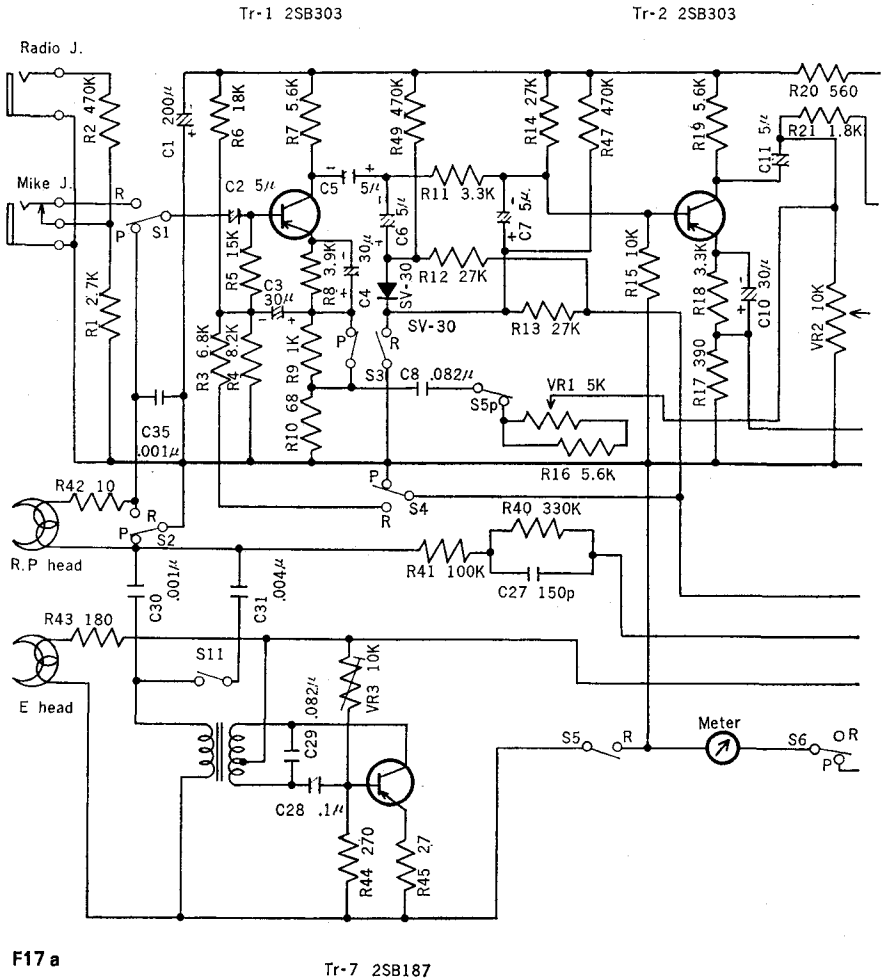 Tr-1 2SB303
Tr-2 2SB303
Radio J.
R2 470K
C1 200μ
R6 18K
R7 5.6K
R49 470K
R14 27K
R47 470K
R19 5.6K
R20 560
R21 1.8K
C11 5μ
Mike J.
R
P
S1
C2 5μ
C5 5μ
R11 3.3K
C6 5μ
C7 5μ
R5 15K
C3
30μ
R8 3.9K
30μ
C4
SV-30
SV-30
R12 27K
R13 27K
R15 10K
R18 3.3K
C10 30μ
VR2 10K
R1 2.7K
R3 6.8K
R4 8.2K
R9 1K
P
R
S3
C8 .082μ
S5p
VR1 5K
R17 390
R10 68
R16 5.6K
C35
.001μ
R42 10
R
P
S2
P
R
S4
R40 330K
R41 100K
C27 150p
R.P head
C30
.001μ
C31
.004μ
R43 180
S11
E head
VR3 10K
C29 .082μ
C28 .1μ
R44 270
R45 27
S5
R
Meter
S6
R
P
F17a
Tr-7 2SB187